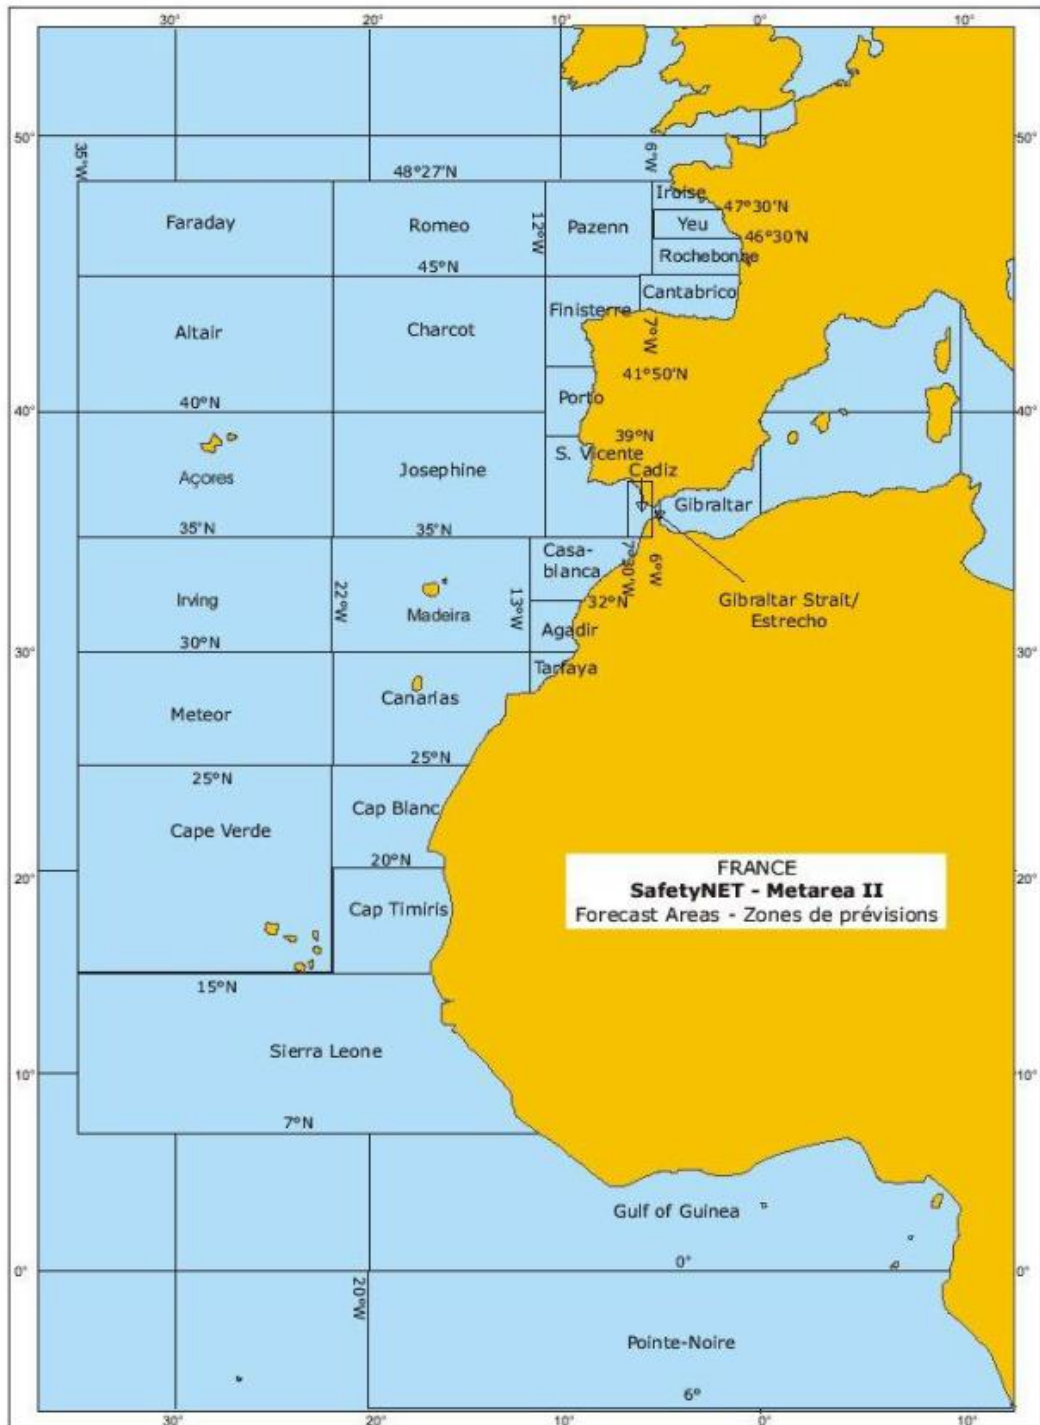 30°
20°
10°
0°
10°
50°
50°
35°W
6°W
48°27'N
Iroise
47°30'N
Faraday
Romeo
12°W
Pazenn
Yeu
46°30'N
Rochebonne
45°N
Cantabrico
Finisterre
Altair
Charcot
7°W
41°50'N
Porto
40°
40°N
40°
39°N
S. Vicente
Cadiz
Açores
Josephine
Gibraltar
35°N
35°N
Casa-
blanca
7°30'W
6°W
22°W
13°W
32°N
Irving
Madeira
Gibraltar Strait/
Estrecho
Agadir
30°N
30°
30°
Tarfaya
Canarias
Meteor
25°N
25°N
Cap Blanc
Cape Verde
20°N
20°
20°
FRANCE
SafetyNET - Metarea II
Forecast Areas - Zones de prévisions
Cap Timiris
15°N
Sierra Leone
10°
10°
7°N
Gulf of Guinea
0°
0°
0°
20°W
Pointe-Noire
6°
30°
20°
10°
0°
10°